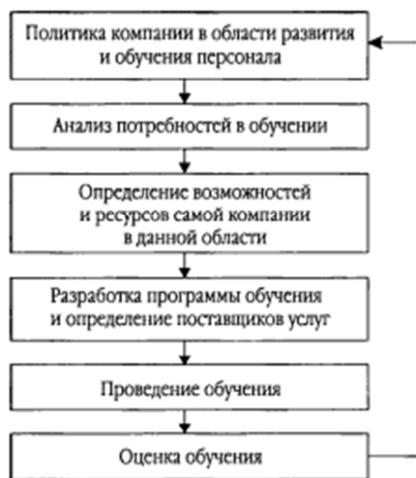 Политика компании в области развития
и обучения персонала
Анализ потребностей в обучении
Определение возможностей
и ресурсов самой компании
в данной области
Разработка программы обучения
и определение поставщиков услуг
Проведение обучения
Оценка обучения